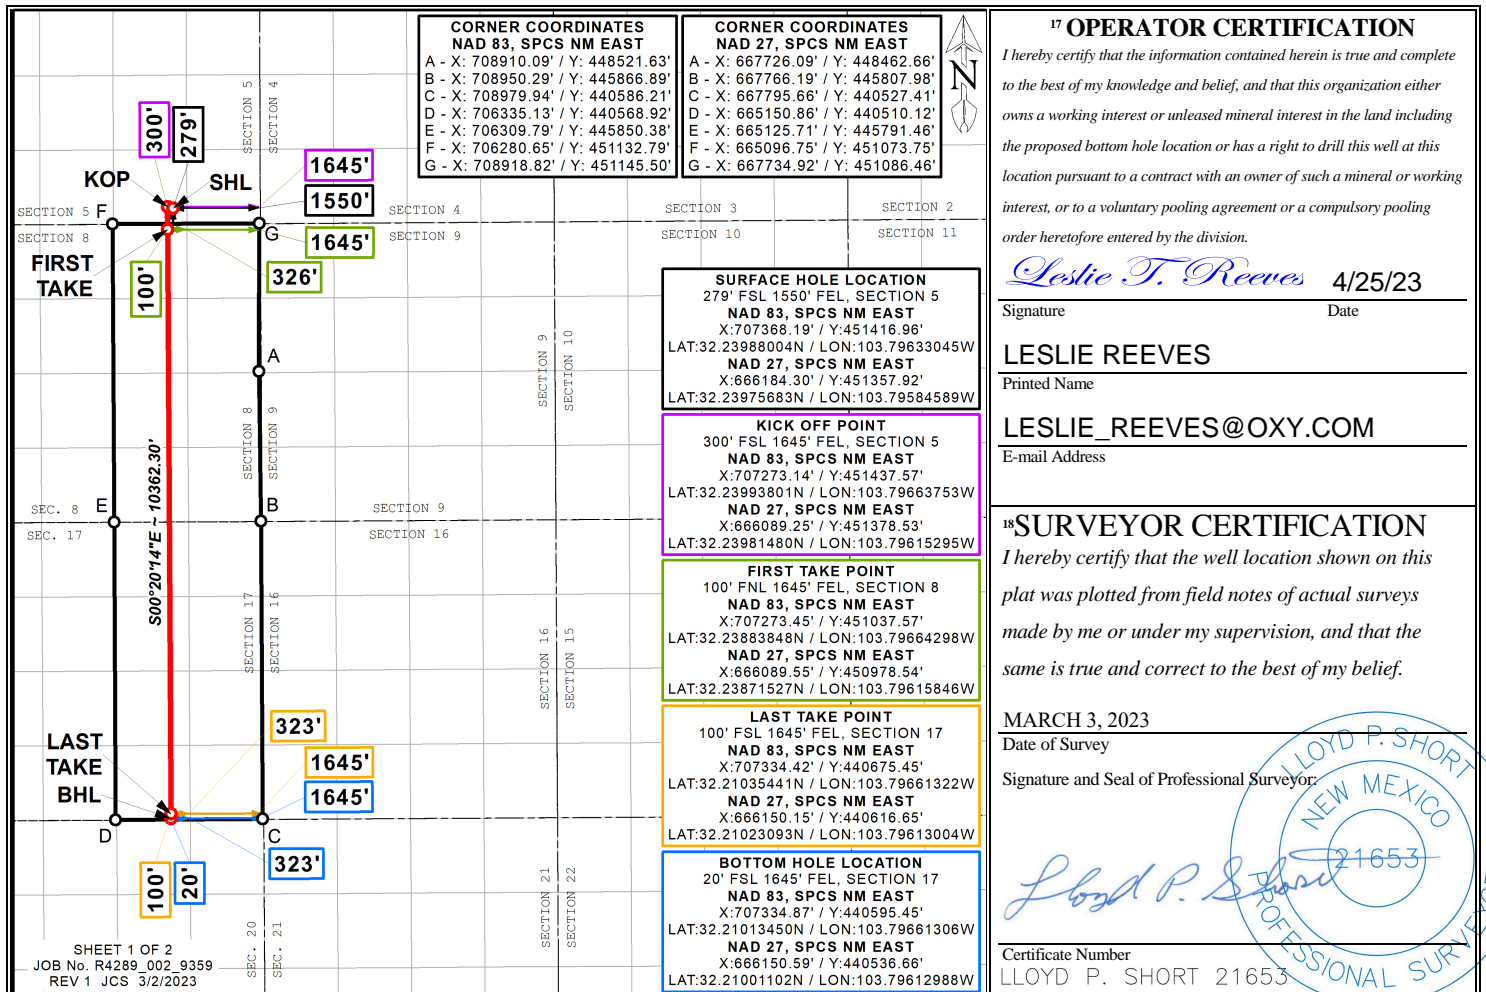 CORNER COORDINATES
NAD 83, SPCS NM EAST
A - X: 708910.09' / Y: 448521.63'
B - X: 708950.29' / Y: 445866.89'
C - X: 708979.94' / Y: 440586.21'
D - X: 706335.13' / Y: 440568.92'
E - X: 706309.79' / Y: 445850.38'
F - X: 706280.65' / Y: 451132.79'
G - X: 708918.82' / Y: 451145.50'
CORNER COORDINATES
NAD 27, SPCS NM EAST
A - X: 667726.09' / Y: 448462.66'
B - X: 667766.19' / Y: 445807.98'
C - X: 667795.66' / Y: 440527.41'
D - X: 665150.86' / Y: 440510.12'
E - X: 665125.71' / Y: 445791.46'
F - X: 665096.75' / Y: 451073.75'
G - X: 667734.92' / Y: 451086.46'
N
SECTION 5
SECTION 4
300'
279'
KOP
SHL
1645'
1550'
SECTION 5
F
SECTION 4
SECTION 3
SECTION 2
SECTION 8
G
SECTION 9
SECTION 10
SECTION 11
1645'
FIRST
TAKE
100'
326'
A
SECTION 9
SECTION 10
SECTION 8
SECTION 9
S00°20'14"E ~ 10362.30'
SEC. 8
E
B
SECTION 9
SEC. 17
SECTION 16
SECTION 17
SECTION 16
SECTION 16
SECTION 15
323'
LAST
TAKE
1645'
BHL
1645'
D
C
323'
100'
20'
SECTION 21
SECTION 22
SEC. 20
SEC. 21
SHEET 1 OF 2
JOB No. R4289_002_9359
REV 1 JCS 3/2/2023
SURFACE HOLE LOCATION
279' FSL 1550' FEL, SECTION 5
NAD 83, SPCS NM EAST
X:707368.19' / Y:451416.96'
LAT:32.23988004N / LON:103.79633045W
NAD 27, SPCS NM EAST
X:666184.30' / Y:451357.92'
LAT:32.23975683N / LON:103.79584589W
KICK OFF POINT
300' FSL 1645' FEL, SECTION 5
NAD 83, SPCS NM EAST
X:707273.14' / Y:451437.57'
LAT:32.23993801N / LON:103.79663753W
NAD 27, SPCS NM EAST
X:666089.25' / Y:451378.53'
LAT:32.23981480N / LON:103.79615295W
FIRST TAKE POINT
100' FNL 1645' FEL, SECTION 8
NAD 83, SPCS NM EAST
X:707273.45' / Y:451037.57'
LAT:32.23883848N / LON:103.79664298W
NAD 27, SPCS NM EAST
X:666089.55' / Y:450978.54'
LAT:32.23871527N / LON:103.79615846W
LAST TAKE POINT
100' FSL 1645' FEL, SECTION 17
NAD 83, SPCS NM EAST
X:707334.42' / Y:440675.45'
LAT:32.21035441N / LON:103.79661322W
NAD 27, SPCS NM EAST
X:666150.15' / Y:440616.65'
LAT:32.21023093N / LON:103.79613004W
BOTTOM HOLE LOCATION
20' FSL 1645' FEL, SECTION 17
NAD 83, SPCS NM EAST
X:707334.87' / Y:440595.45'
LAT:32.21013450N / LON:103.79661306W
NAD 27, SPCS NM EAST
X:666150.59' / Y:440536.66'
LAT:32.21001102N / LON:103.79612988W
17 OPERATOR CERTIFICATION
I hereby certify that the information contained herein is true and complete
to the best of my knowledge and belief, and that this organization either
owns a working interest or unleased mineral interest in the land including
the proposed bottom hole location or has a right to drill this well at this
location pursuant to a contract with an owner of such a mineral or working
interest, or to a voluntary pooling agreement or a compulsory pooling
order heretofore entered by the division.
Leslie T. Reeves 4/25/23
Signature Date
LESLIE REEVES
Printed Name
LESLIE_REEVES@OXY.COM
E-mail Address
18 SURVEYOR CERTIFICATION
I hereby certify that the well location shown on this
plat was plotted from field notes of actual surveys
made by me or under my supervision, and that the
same is true and correct to the best of my belief.
MARCH 3, 2023
Date of Survey
Signature and Seal of Professional Surveyor:
LLOYD P. SHORT
NEW MEXICO
21653
PROFESSIONAL SURVEYOR
Lloyd P. Short
Certificate Number
LLOYD P. SHORT 21653